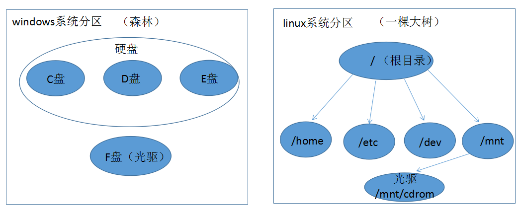 windows系统分区 （森林）
硬盘
C盘
D盘
E盘
F盘（光驱）
linux系统分区 （一棵大树）
/ （根目录）
/home
/etc
/dev
/mnt
光驱
/mnt/cdrom